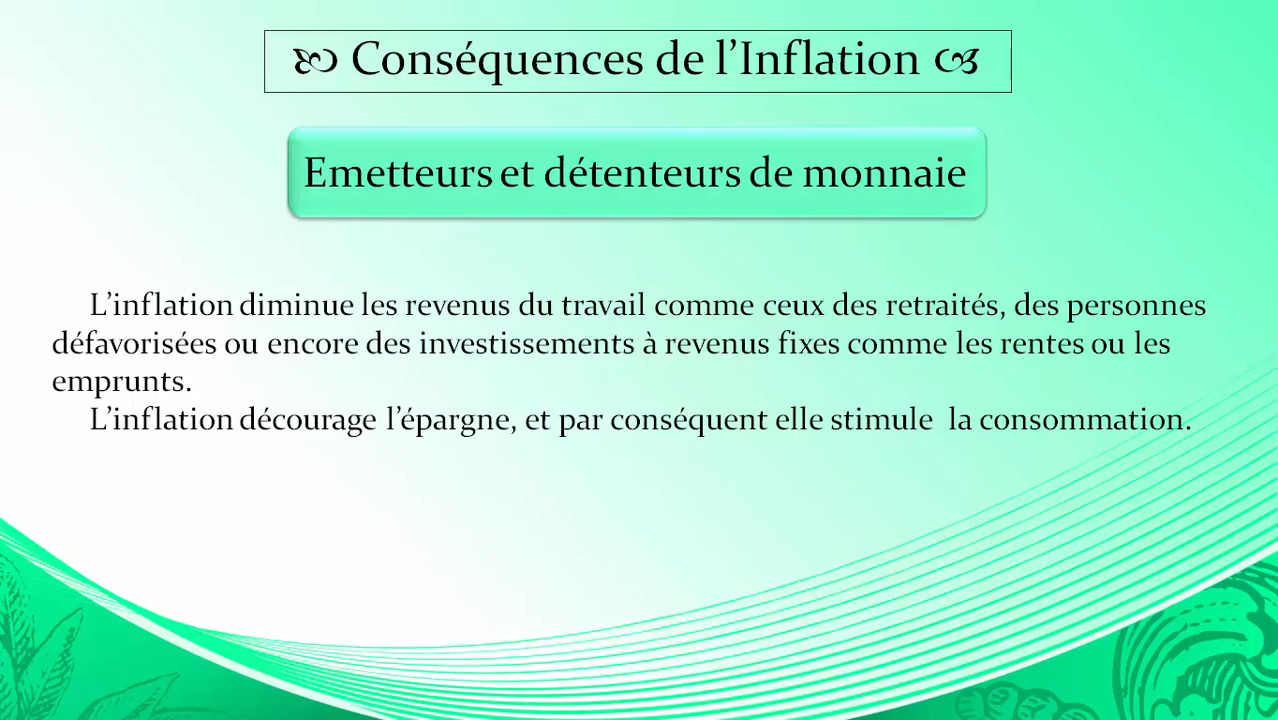 Conséquences de l’Inflation
Emetteurs et détenteurs de monnaie
L’inflation diminue les revenus du travail comme ceux des retraités, des personnes
défavorisées ou encore des investissements à revenus fixes comme les rentes ou les
emprunts.
L’inflation décourage l’épargne, et par conséquent elle stimule la consommation.